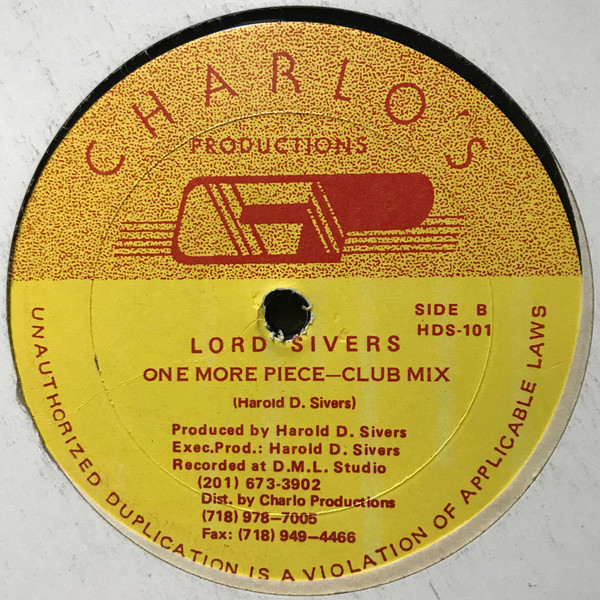 CHARLO'S
PRODUCTIONS
SIDE B
HDS-101
LORD SIVERS
ONE MORE PIECE—CLUB MIX
(Harold D. Sivers)
Produced by Harold D. Sivers
Exec.Prod.: Harold D. Sivers
Recorded at D.M.L. Studio
(201) 673-3902
Dist. by Charlo Productions
(718) 978-7005
Fax: (718) 949-4466
UNAUTHORIZED DUPLICATION IS A VIOLATION OF APPLICABLE LAWS